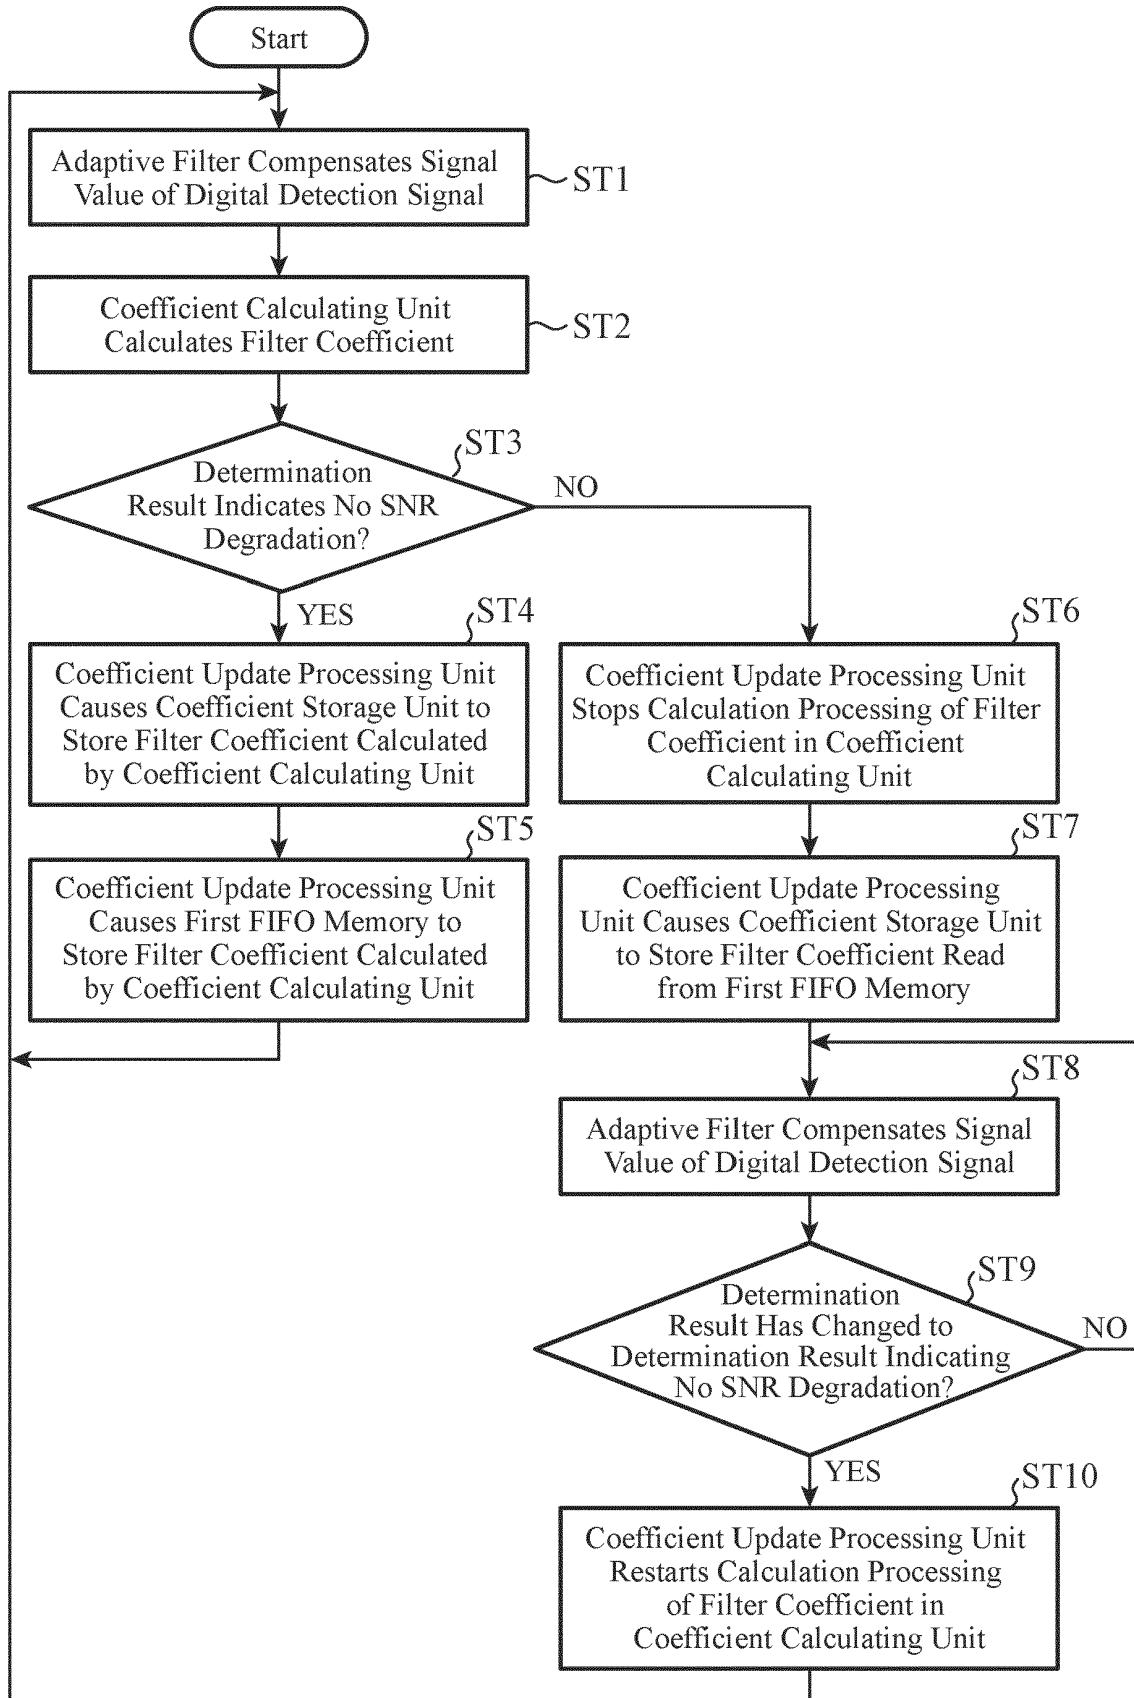 Start
Adaptive Filter Compensates Signal
Value of Digital Detection Signal
ST1
Coefficient Calculating Unit
Calculates Filter Coefficient
ST2
Determination
Result Indicates No SNR
Degradation?
ST3
NO
YES
ST4
Coefficient Update Processing Unit
Causes Coefficient Storage Unit to
Store Filter Coefficient Calculated
by Coefficient Calculating Unit
ST5
Coefficient Update Processing Unit
Causes First FIFO Memory to
Store Filter Coefficient Calculated
by Coefficient Calculating Unit
ST6
Coefficient Update Processing Unit
Stops Calculation Processing of Filter
Coefficient in Coefficient
Calculating Unit
ST7
Coefficient Update Processing
Unit Causes Coefficient Storage Unit
to Store Filter Coefficient Read
from First FIFO Memory
ST8
Adaptive Filter Compensates Signal
Value of Digital Detection Signal
ST9
Determination
Result Has Changed to
Determination Result Indicating
No SNR Degradation?
NO
YES
ST10
Coefficient Update Processing Unit
Restarts Calculation Processing
of Filter Coefficient in
Coefficient Calculating Unit